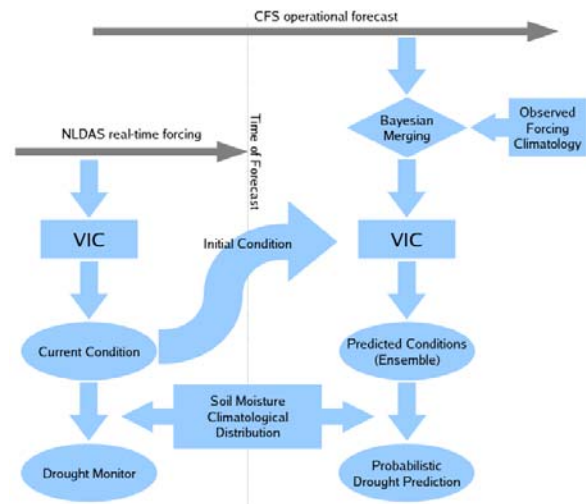 CFS operational forecast
NLDAS real-time forcing
Time of Forecast
Bayesian
Merging
Observed
Forcing
Climatology
VIC
Initial Condition
VIC
Current Condition
Predicted Conditions
(Ensemble)
Soil Moisture
Climatological
Distribution
Drought Monitor
Probabilistic
Drought Prediction